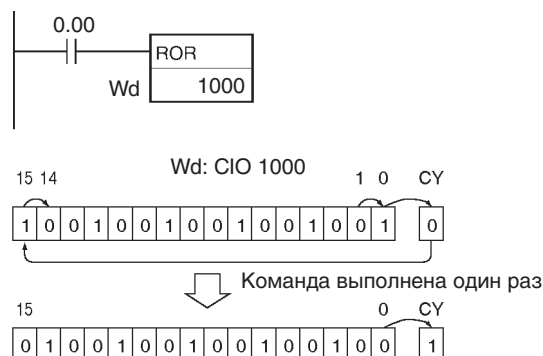 0.00
ROR
Wd 1000
Wd: CIO 1000
15 14 1 0 CY
1 0 0 1 0 0 1 0 0 1 0 0 1 0 0 1 0
Команда выполнена один раз
15 0 CY
0 1 0 0 1 0 0 1 0 0 1 0 0 1 0 0 1